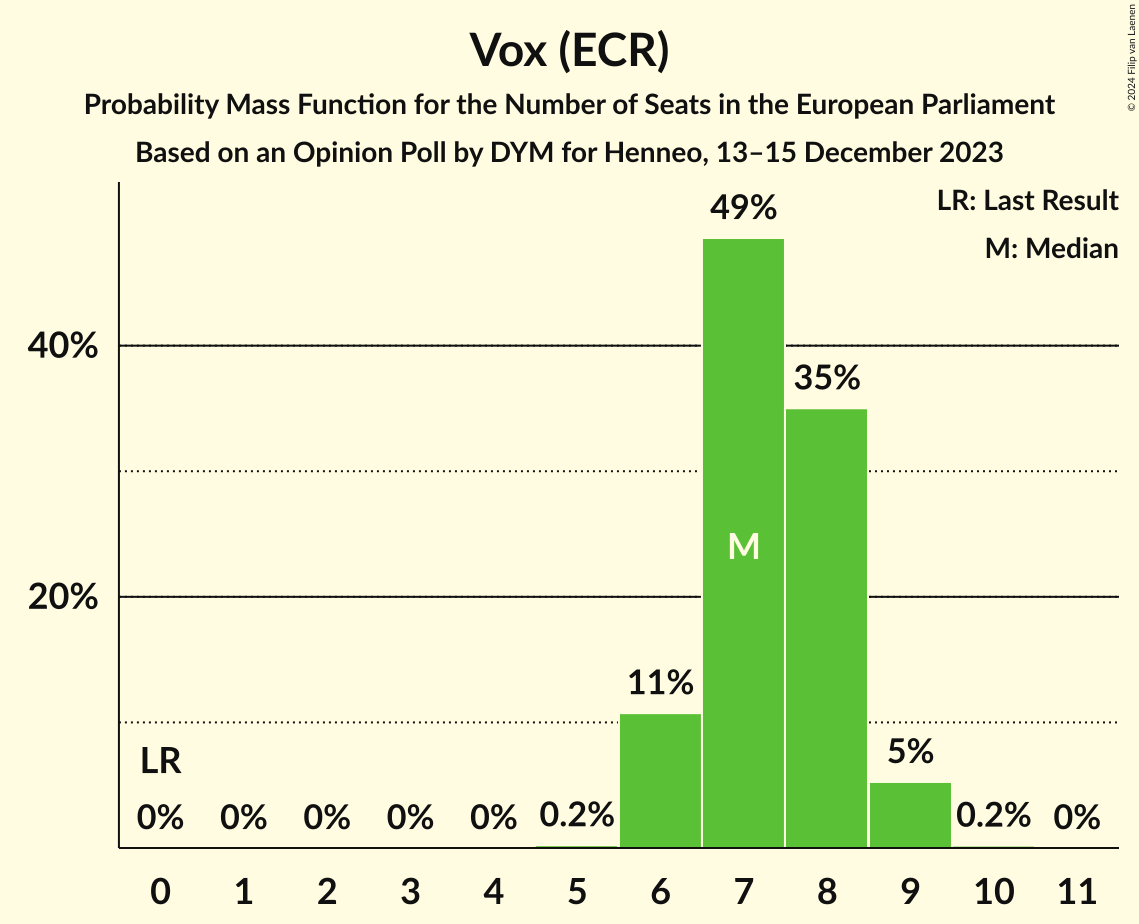 Vox (ECR)
Probability Mass Function for the Number of Seats in the European Parliament
Based on an Opinion Poll by DYM for Henneo, 13–15 December 2023
© 2024 Filip van Laenen
LR: Last Result
M: Median
49%
40%
35%
M
20%
11%
LR
5%
0% 0% 0% 0% 0% 0.2% 0.2% 0%
0 1 2 3 4 5 6 7 8 9 10 11